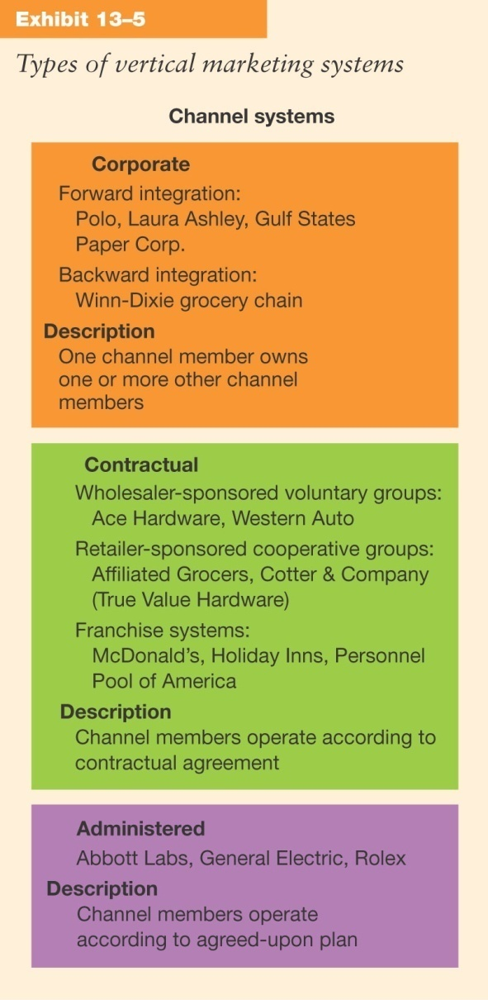 Exhibit 13–5
Types of vertical marketing systems
Channel systems
Corporate
Forward integration:
Polo, Laura Ashley, Gulf States
Paper Corp.
Backward integration:
Winn-Dixie grocery chain
Description
One channel member owns
one or more other channel
members
Contractual
Wholesaler-sponsored voluntary groups:
Ace Hardware, Western Auto
Retailer-sponsored cooperative groups:
Affiliated Grocers, Cotter & Company
(True Value Hardware)
Franchise systems:
McDonald’s, Holiday Inns, Personnel
Pool of America
Description
Channel members operate according to
contractual agreement
Administered
Abbott Labs, General Electric, Rolex
Description
Channel members operate
according to agreed-upon plan